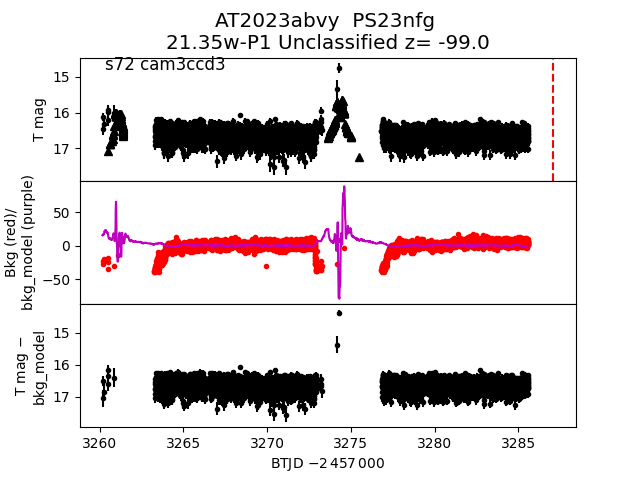 AT2023abvy  PS23nfg
21.35w-P1 Unclassified z= -99.0
s72 cam3ccd3
15
16
17
T mag
50
0
−50
Bkg (red)/
bkg_model (purple)
15
16
17
T mag −
bkg_model
3260
3265
3270
3275
3280
3285
BTJD −2 457 000